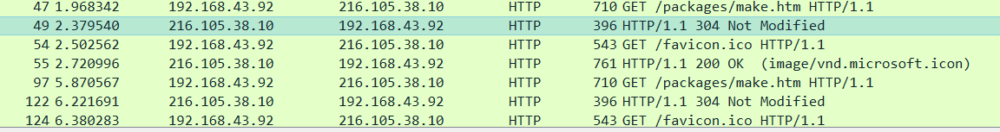 47 1.968342 192.168.43.92 216.105.38.10 HTTP 710 GET /packages/make.htm HTTP/1.1
49 2.379540 216.105.38.10 192.168.43.92 HTTP 396 HTTP/1.1 304 Not Modified
54 2.502562 192.168.43.92 216.105.38.10 HTTP 543 GET /favicon.ico HTTP/1.1
55 2.720996 216.105.38.10 192.168.43.92 HTTP 761 HTTP/1.1 200 OK (image/vnd.microsoft.icon)
97 5.870567 192.168.43.92 216.105.38.10 HTTP 710 GET /packages/make.htm HTTP/1.1
122 6.221691 216.105.38.10 192.168.43.92 HTTP 396 HTTP/1.1 304 Not Modified
124 6.380283 192.168.43.92 216.105.38.10 HTTP 543 GET /favicon.ico HTTP/1.1